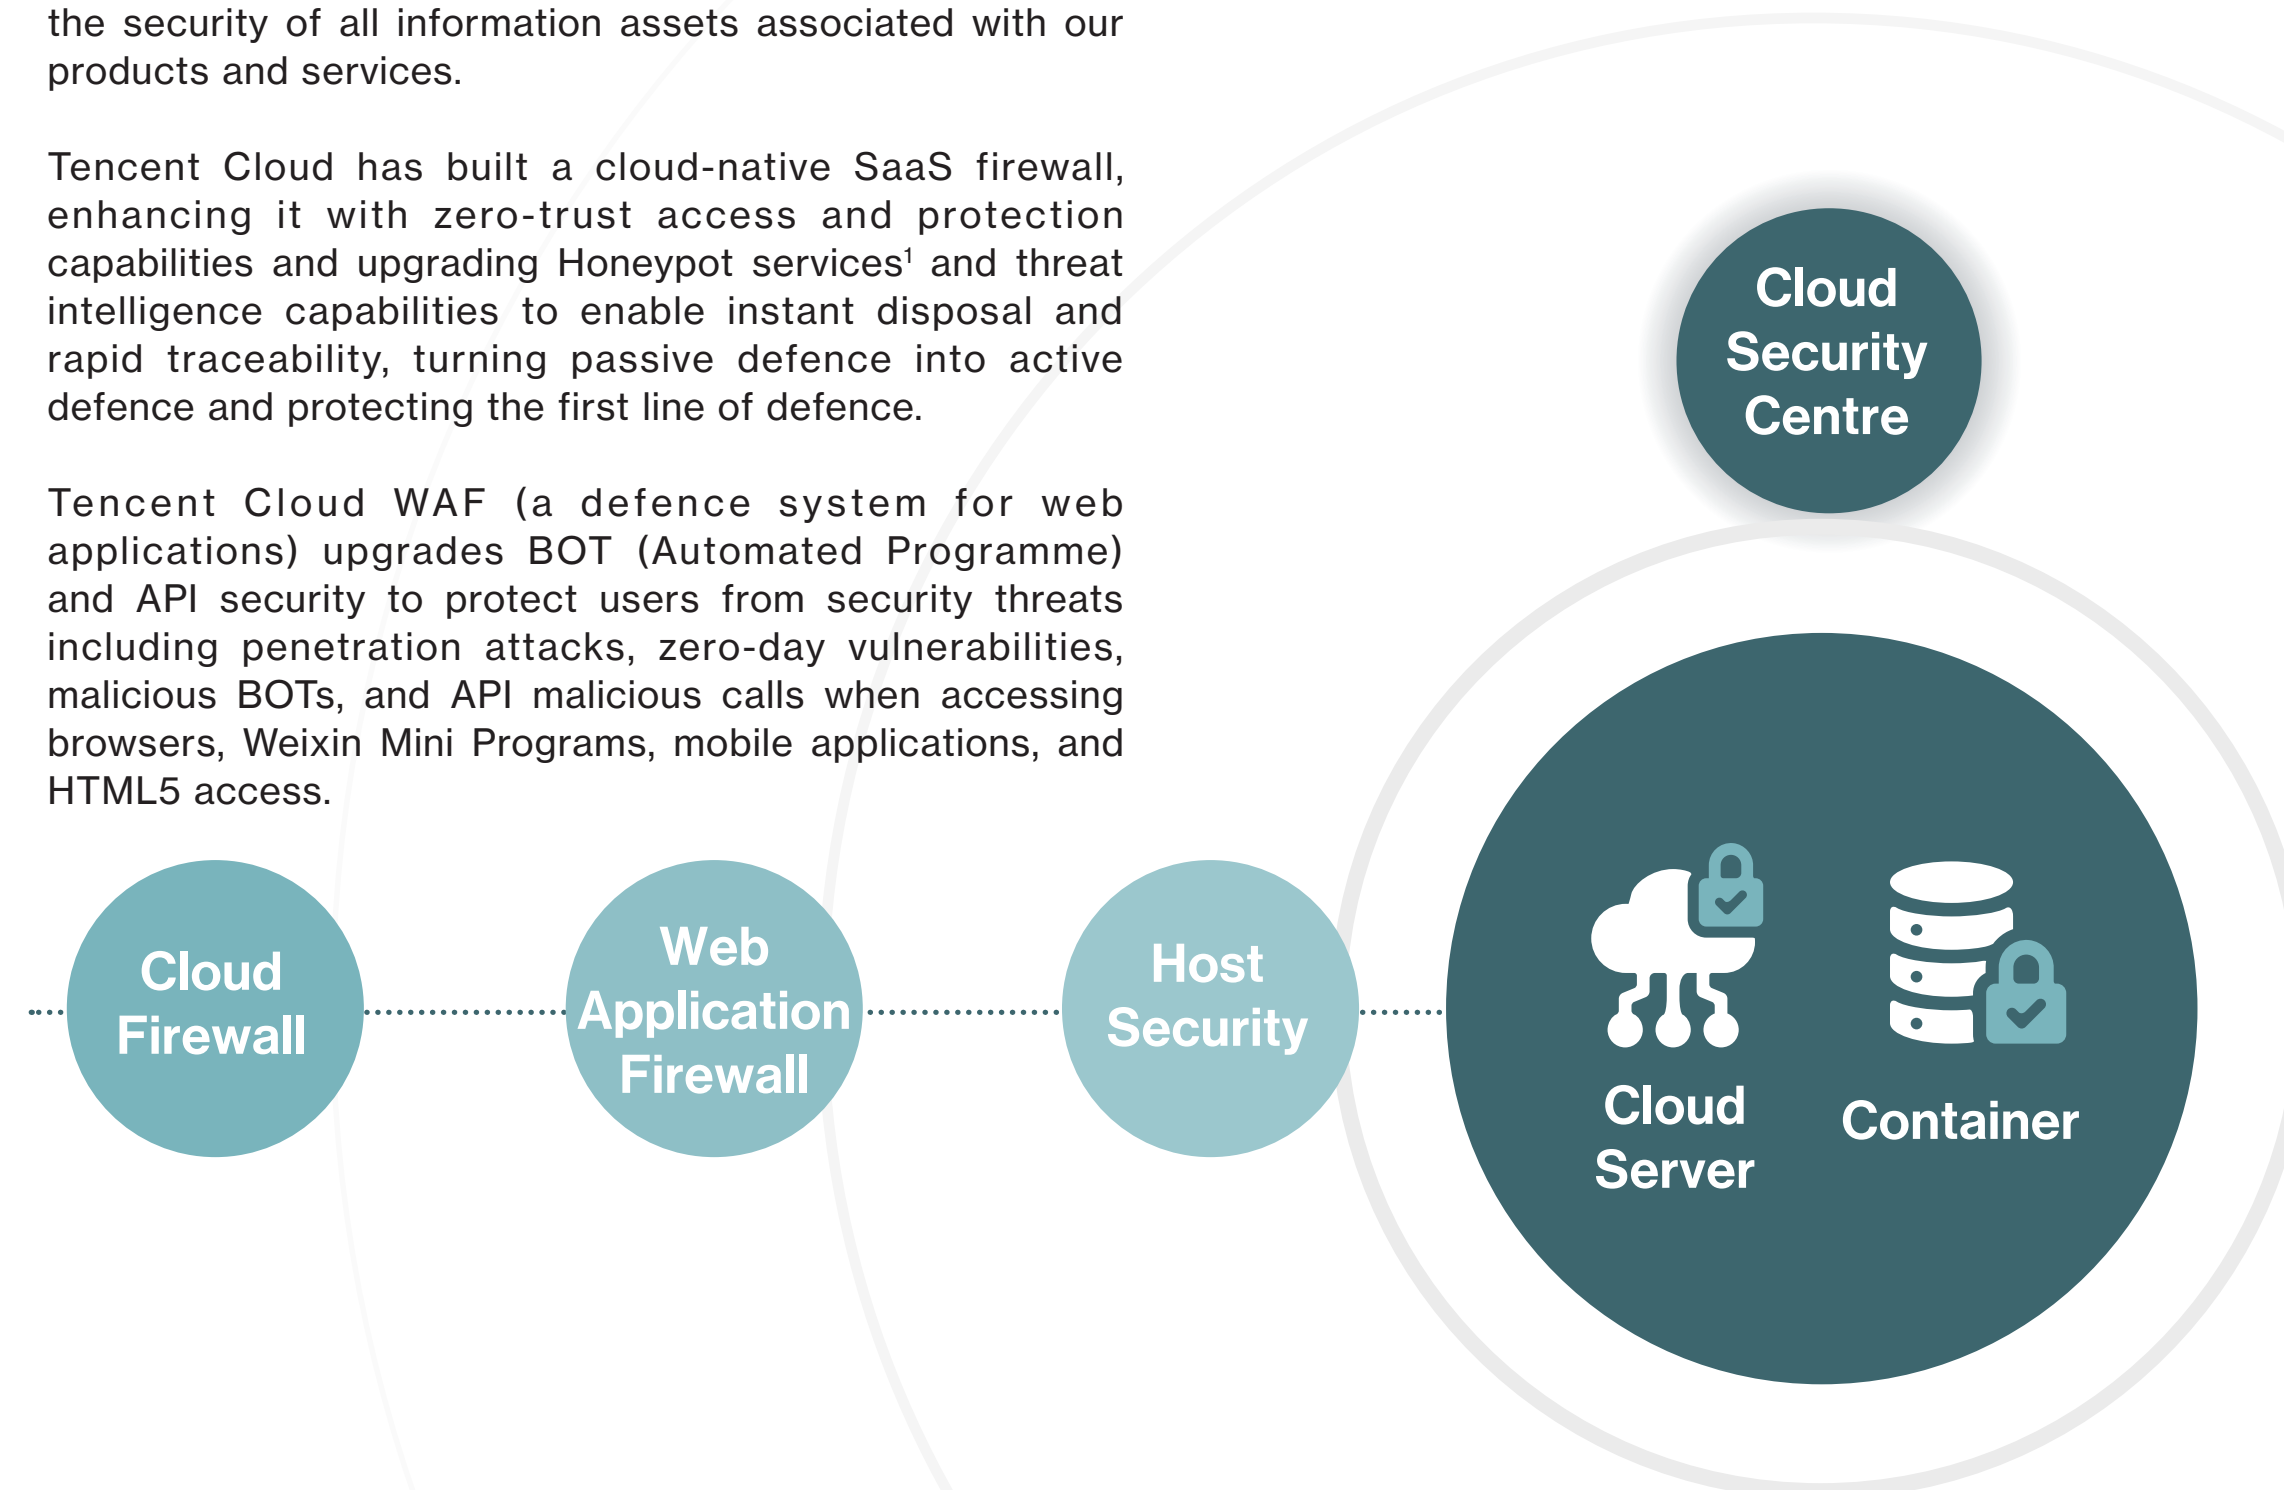 the security of all information assets associated with our
products and services.
Tencent Cloud has built a cloud-native SaaS firewall,
enhancing it with zero-trust access and protection
capabilities and upgrading Honeypot services¹ and threat
intelligence capabilities to enable instant disposal and
rapid traceability, turning passive defence into active
defence and protecting the first line of defence.
Tencent Cloud WAF (a defence system for web
applications) upgrades BOT (Automated Programme)
and API security to protect users from security threats
including penetration attacks, zero-day vulnerabilities,
malicious BOTs, and API malicious calls when accessing
browsers, Weixin Mini Programs, mobile applications, and
HTML5 access.
Cloud
Security
Centre
Cloud
Firewall
Web
Application
Firewall
Host
Security
Cloud
Server
Container